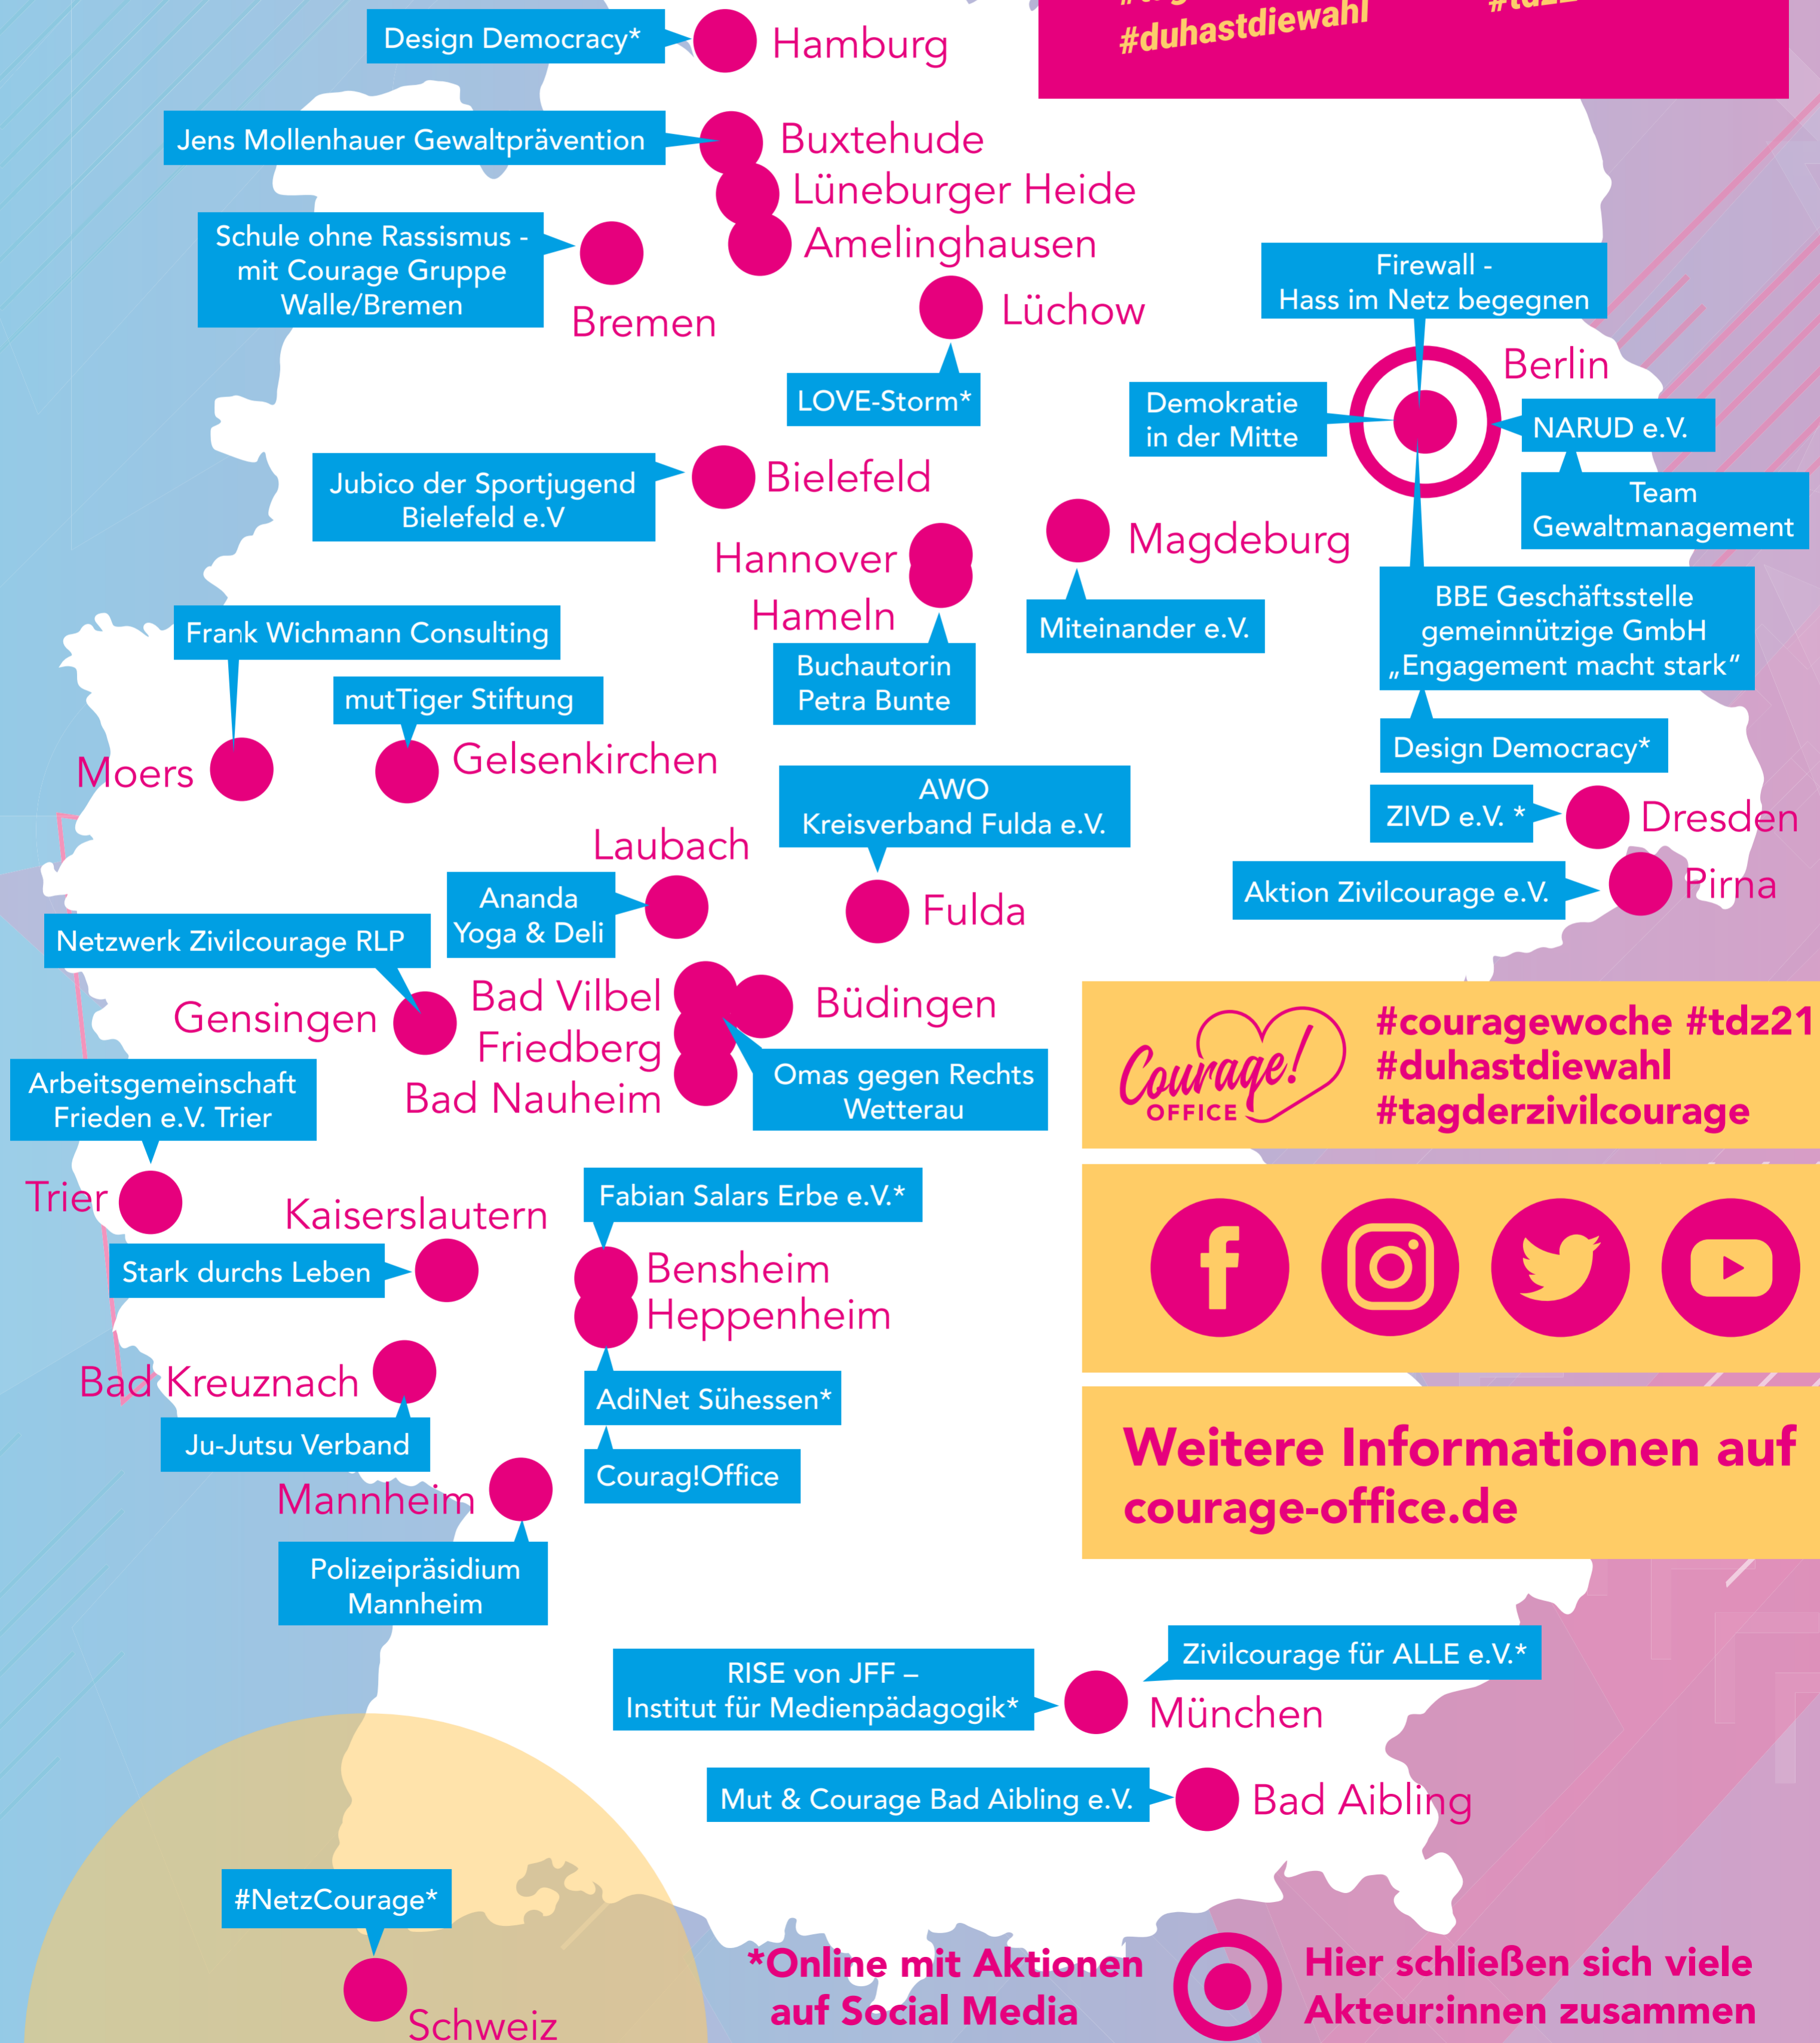 #duhastdiewahl
Design Democracy*
Hamburg
Jens Mollenhauer Gewaltprävention
Buxtehude
Lüneburger Heide
Amelinghausen
Schule ohne Rassismus -
mit Courage Gruppe
Walle/Bremen
Bremen
Lüchow
LOVE-Storm*
Firewall -
Hass im Netz begegnen
Berlin
Demokratie
in der Mitte
NARUD e.V.
Team
Gewaltmanagement
BBE Geschäftsstelle
gemeinnützige GmbH
„Engagement macht stark“
Design Democracy*
Jubico der Sportjugend
Bielefeld e.V
Bielefeld
Hannover
Hameln
Buchautorin
Petra Bunte
Magdeburg
Miteinander e.V.
Frank Wichmann Consulting
Moers
mutTiger Stiftung
Gelsenkirchen
ZIVD e.V. *
Dresden
Aktion Zivilcourage e.V.
Pirna
AWO
Kreisverband Fulda e.V.
Fulda
Laubach
Ananda
Yoga & Deli
Netzwerk Zivilcourage RLP
Gensingen
Bad Vilbel
Friedberg
Bad Nauheim
Büdingen
Omas gegen Rechts
Wetterau
Courage!
OFFICE
#couragewoche #tdz21
#duhastdiewahl
#tagderzivilcourage
Arbeitsgemeinschaft
Frieden e.V. Trier
Trier
Kaiserslautern
Stark durchs Leben
Fabian Salars Erbe e.V.*
Bensheim
Heppenheim
AdiNet Sühessen*
Courag!Office
Bad Kreuznach
Ju-Jutsu Verband
Mannheim
Polizeipräsidium
Mannheim
Weitere Informationen auf
courage-office.de
RISE von JFF –
Institut für Medienpädagogik*
Zivilcourage für ALLE e.V.*
München
Mut & Courage Bad Aibling e.V.
Bad Aibling
#NetzCourage*
Schweiz
*Online mit Aktionen
auf Social Media
Hier schließen sich viele
Akteur:innen zusammen